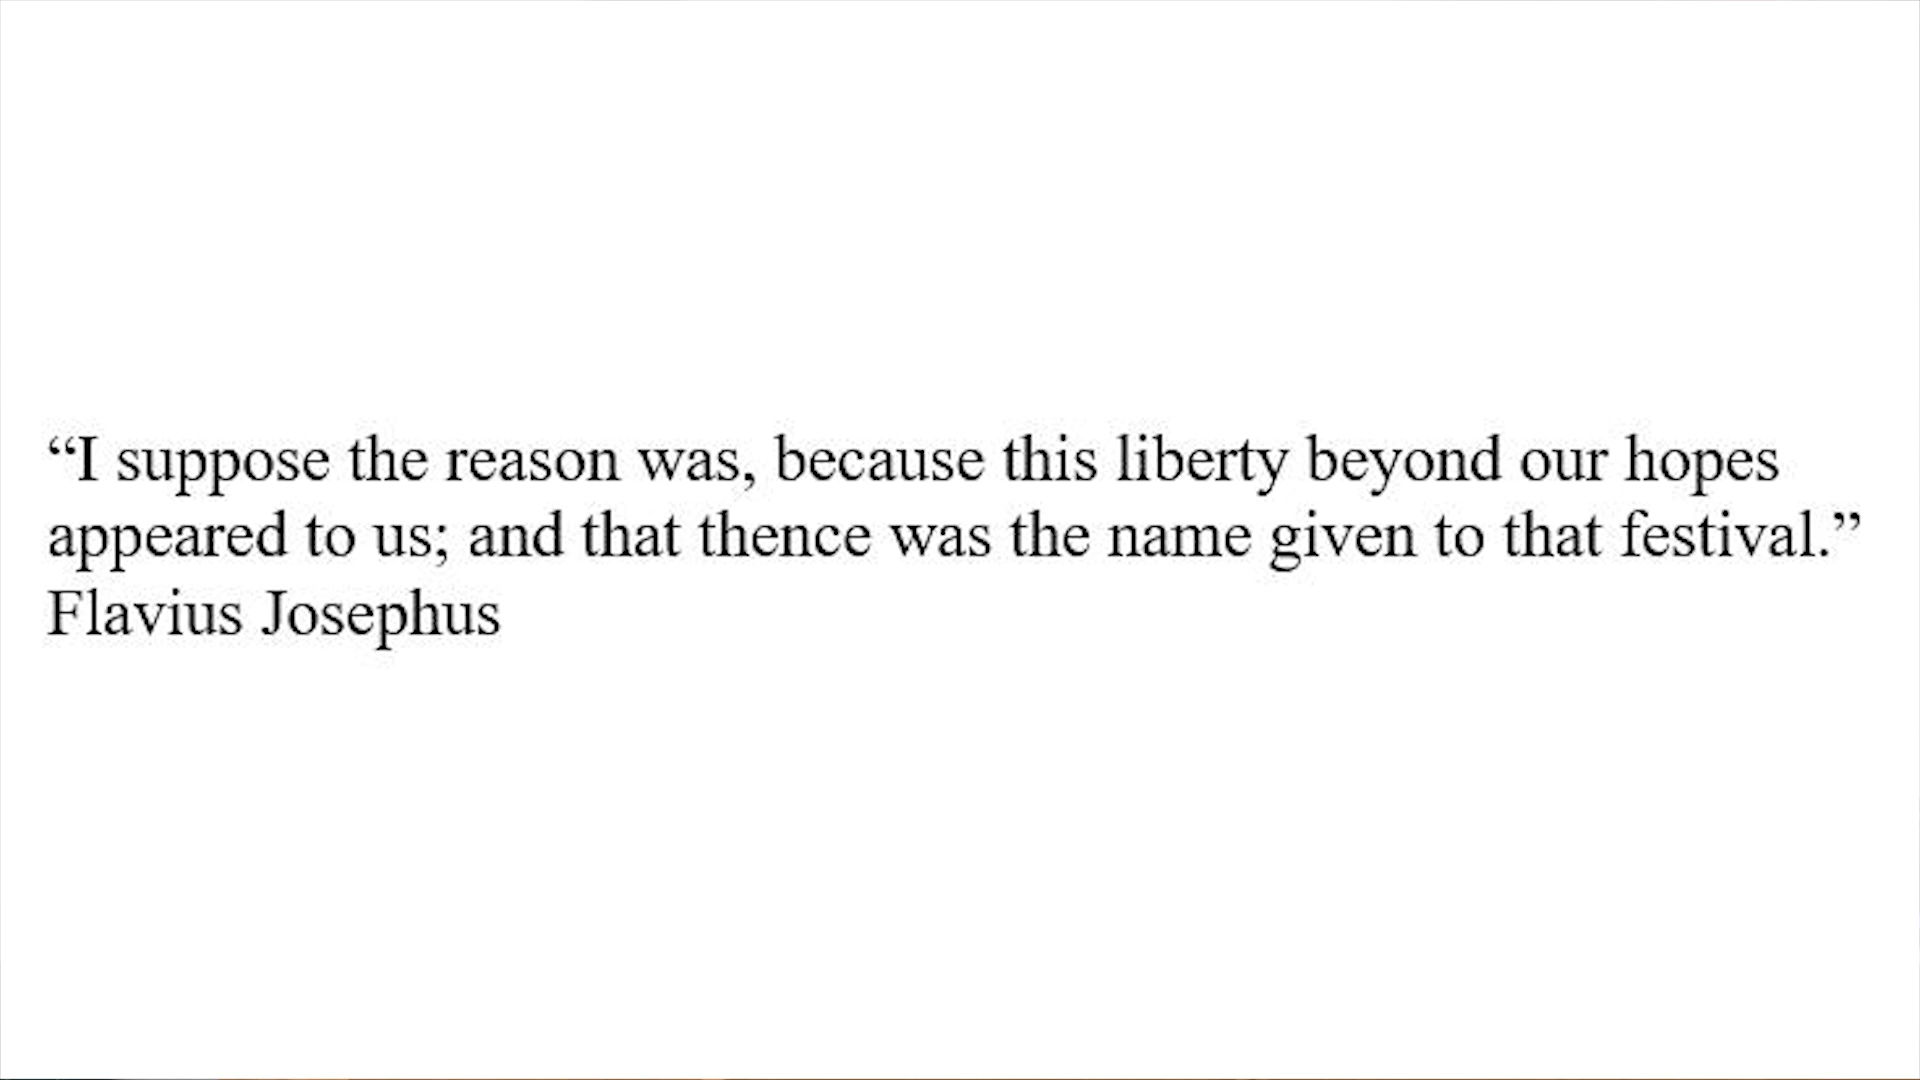 “I suppose the reason was, because this liberty beyond our hopes
appeared to us; and that thence was the name given to that festival.”
Flavius Josephus